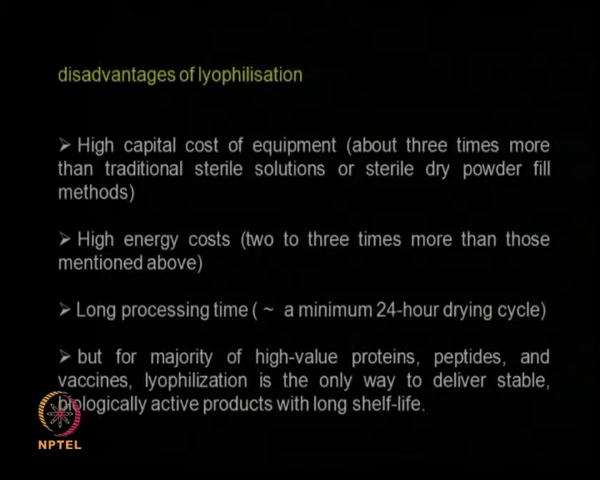 disadvantages of lyophilisation
➢ High capital cost of equipment (about three times more
than traditional sterile solutions or sterile dry powder fill
methods)
➢ High energy costs (two to three times more than those
mentioned above)
➢ Long processing time ( ~ a minimum 24-hour drying cycle)
➢ but for majority of high-value proteins, peptides, and
vaccines, lyophilization is the only way to deliver stable,
biologically active products with long shelf-life.
NPTEL